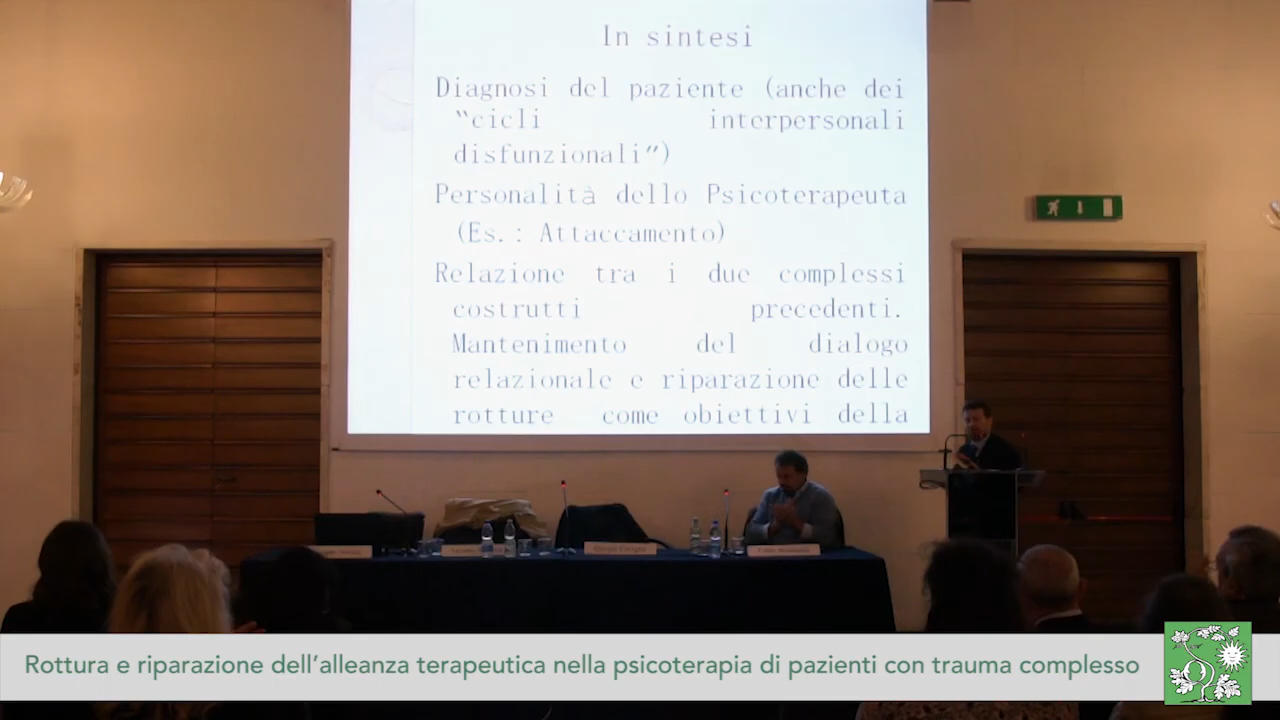 In sintesi
Diagnosi del paziente (anche dei
“cicli interpersonali
disfunzionali”)
Personalità dello Psicoterapeuta
(Es.: Attaccamento)
Relazione tra i due complessi
costrutti precedenti.
Mantenimento del dialogo
relazionale e riparazione delle
rotture come obiettivi della
Rottura e riparazione dell’alleanza terapeutica nella psicoterapia di pazienti con trauma complesso